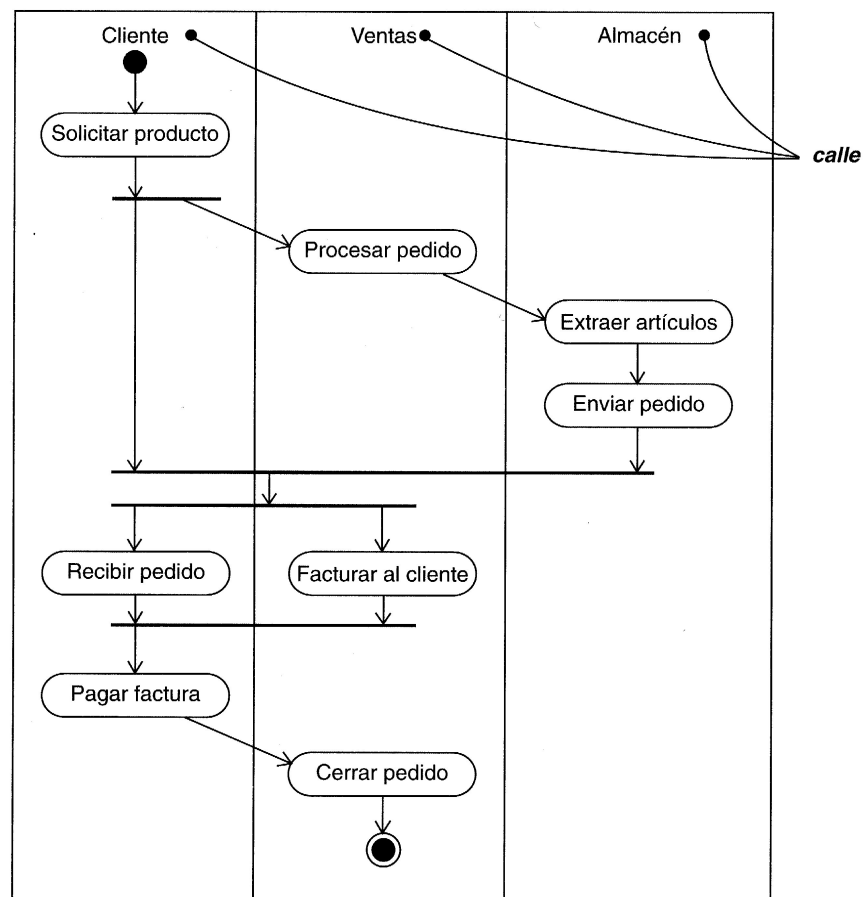 Cliente
Ventas
Almacén
calle
Solicitar producto
Procesar pedido
Extraer artículos
Enviar pedido
Recibir pedido
Facturar al cliente
Pagar factura
Cerrar pedido